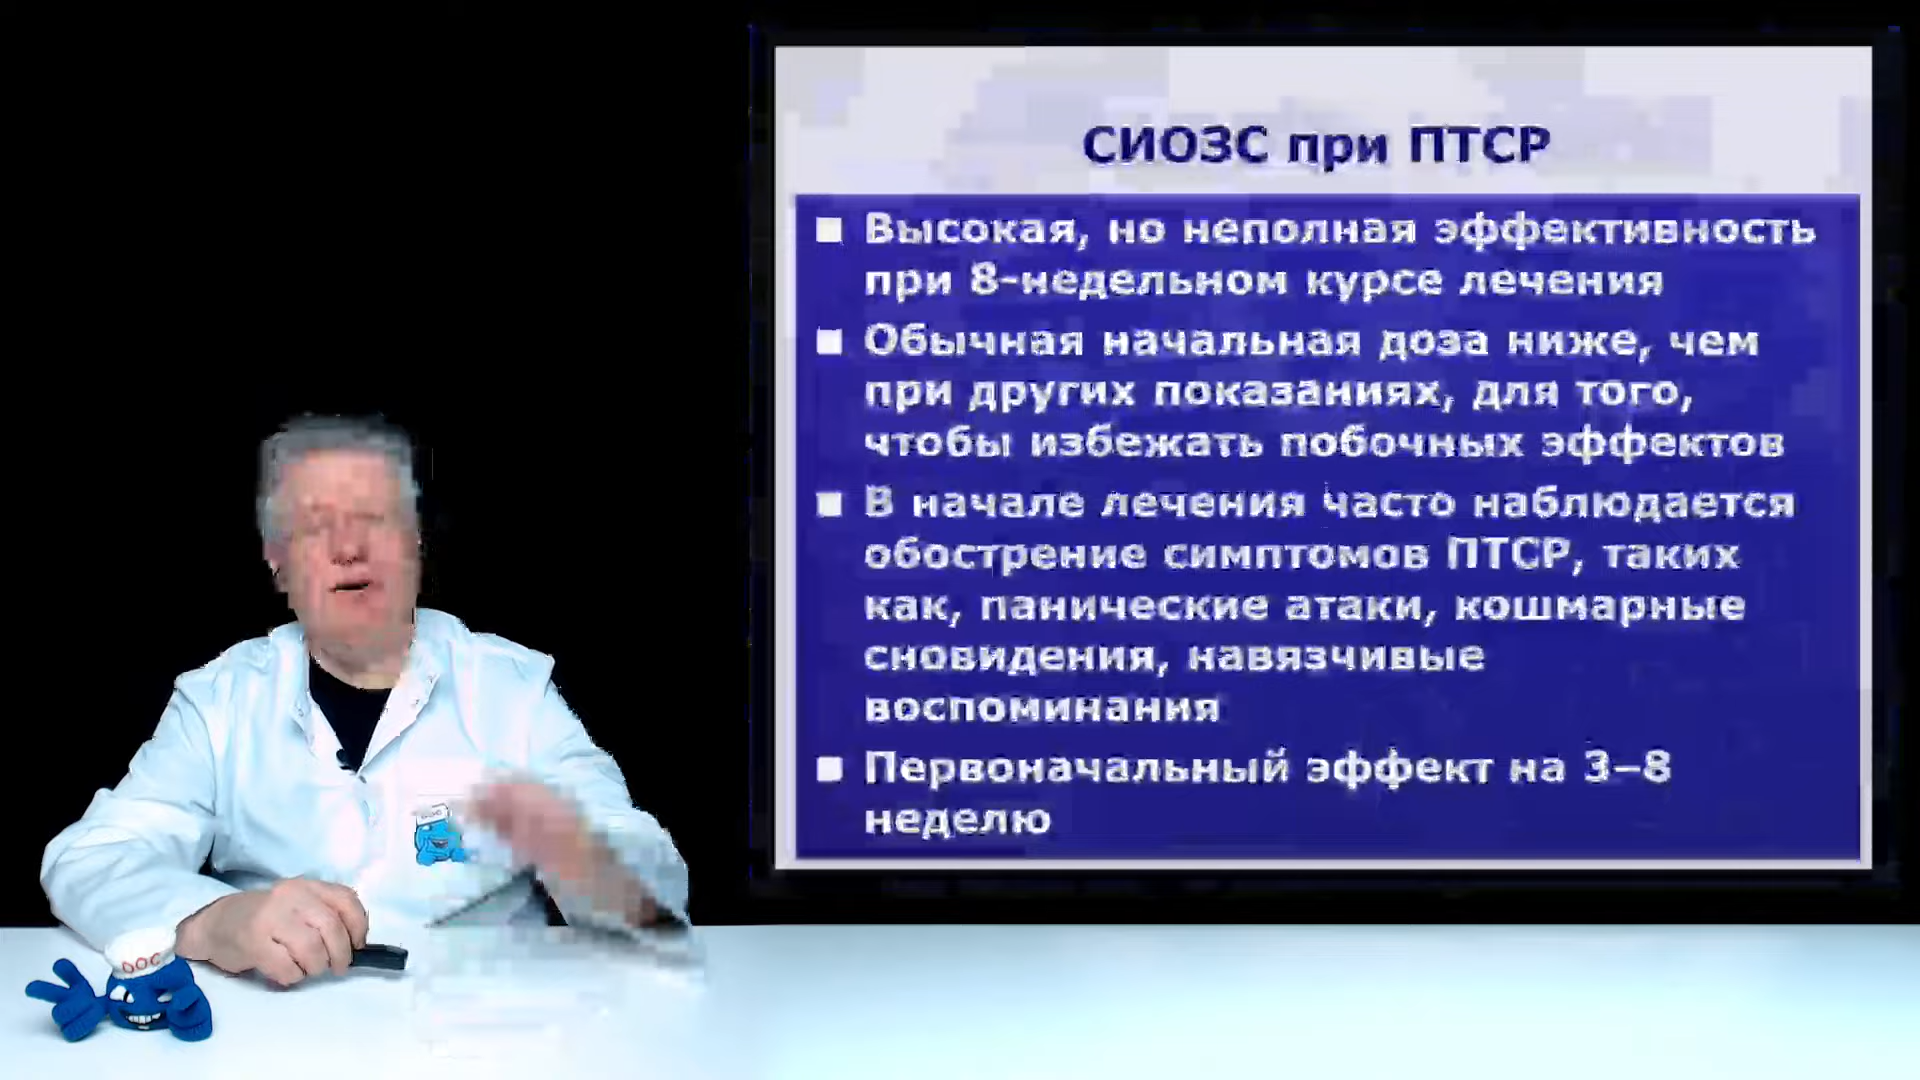 СИОЗС при ПТСР
■ Высокая, но неполная эффективность
при 8-недельном курсе лечения
■ Обычная начальная доза ниже, чем
при других показаниях, для того,
чтобы избежать побочных эффектов
■ В начале лечения часто наблюдается
обострение симптомов ПТСР, таких
как, панические атаки, кошмарные
сновидения, навязчивые
воспоминания
■ Первоначальный эффект на 3–8
неделю
DOC